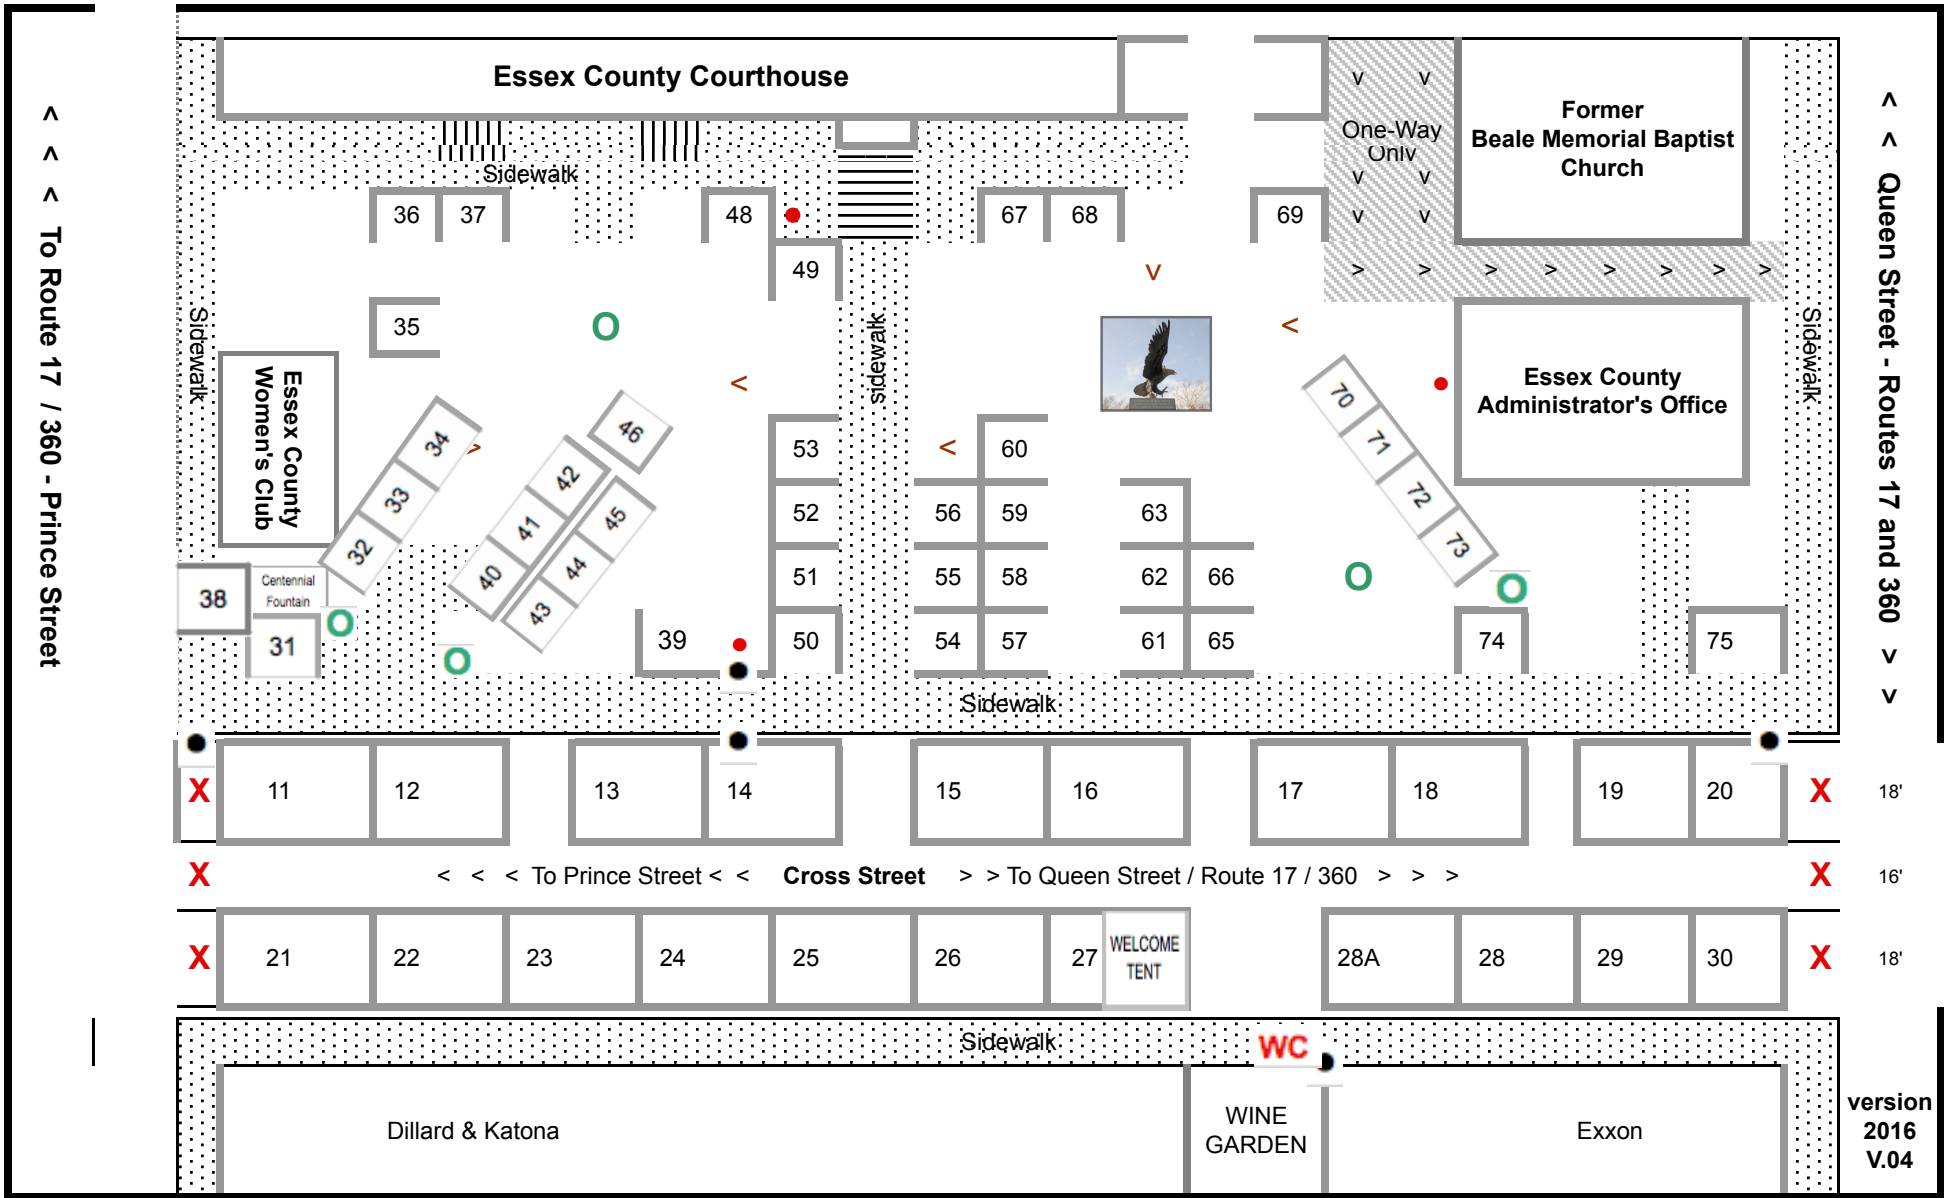 Essex County Courthouse
Former
Beale Memorial Baptist
Church
One-Way
Only
v v
v v
v v
> > > > > > > >
< < < < To Route 17 / 360 - Prince Street
< < Queen Street - Routes 17 and 360 > >
Sidewalk
Sidewalk
sidewalk
Sidewalk
36 37 48 67 68 69
49
35
O
v
<
<
<
>
Essex County
Women's Club
Essex County
Administrator's Office
34
33
32
46
42
41
40
45
44
43
53
52
51
50
60
56 59
55 58
54 57
63
62 66
61 65
70
71
72
73
O
O
38
Centennial
Fountain
31
O
O
39
74
75
Sidewalk
X 11 12 13 14 15 16 17 18 19 20 X 18'
X < < < To Prince Street < < Cross Street > > To Queen Street / Route 17 / 360 > > > X 16'
X 21 22 23 24 25 26 27 WELCOME
TENT
28A 28 29 30 X 18'
Sidewalk
WC
Dillard & Katona
WINE
GARDEN
Exxon
version
2016
V.04